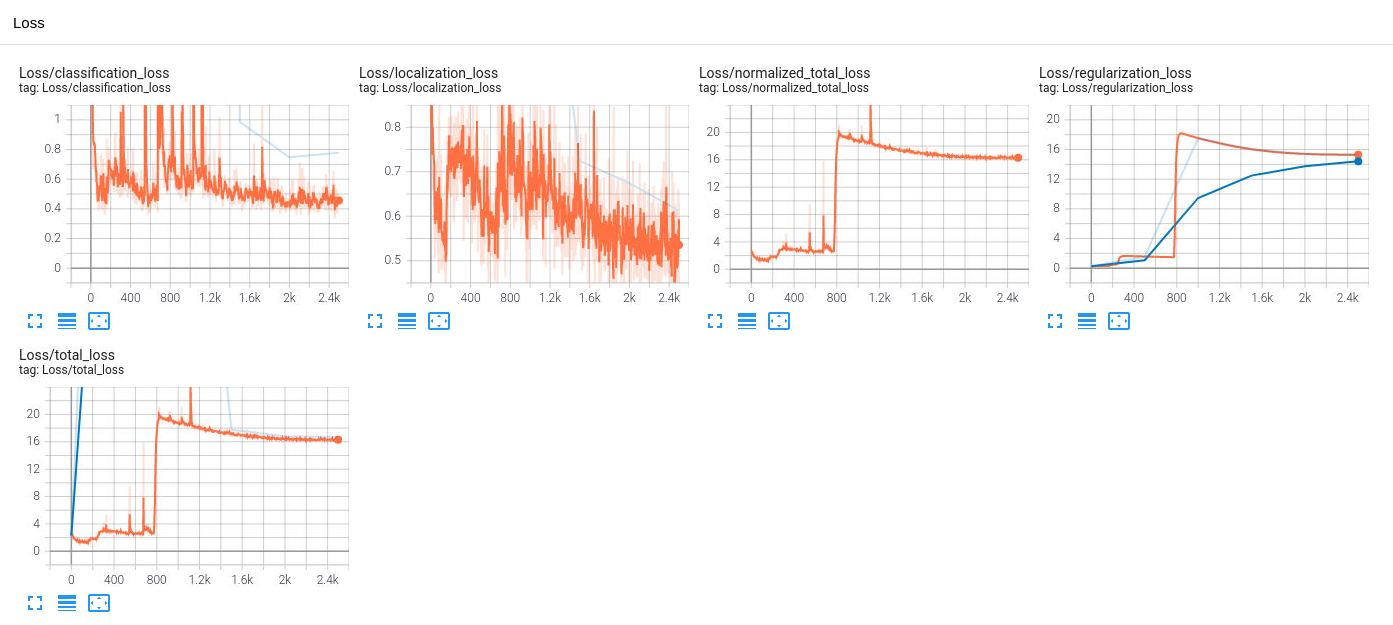 Loss
Loss/classification_loss
tag: Loss/classification_loss
1
0.8
0.6
0.4
0.2
0
0 400 800 1.2k 1.6k 2k 2.4k
Loss/localization_loss
tag: Loss/localization_loss
0.8
0.7
0.6
0.5
0 400 800 1.2k 1.6k 2k 2.4k
Loss/normalized_total_loss
tag: Loss/normalized_total_loss
20
16
12
8
4
0
0 400 800 1.2k 1.6k 2k 2.4k
Loss/regularization_loss
tag: Loss/regularization_loss
20
16
12
8
4
0
0 400 800 1.2k 1.6k 2k 2.4k
Loss/total_loss
tag: Loss/total_loss
20
16
12
8
4
0
0 400 800 1.2k 1.6k 2k 2.4k